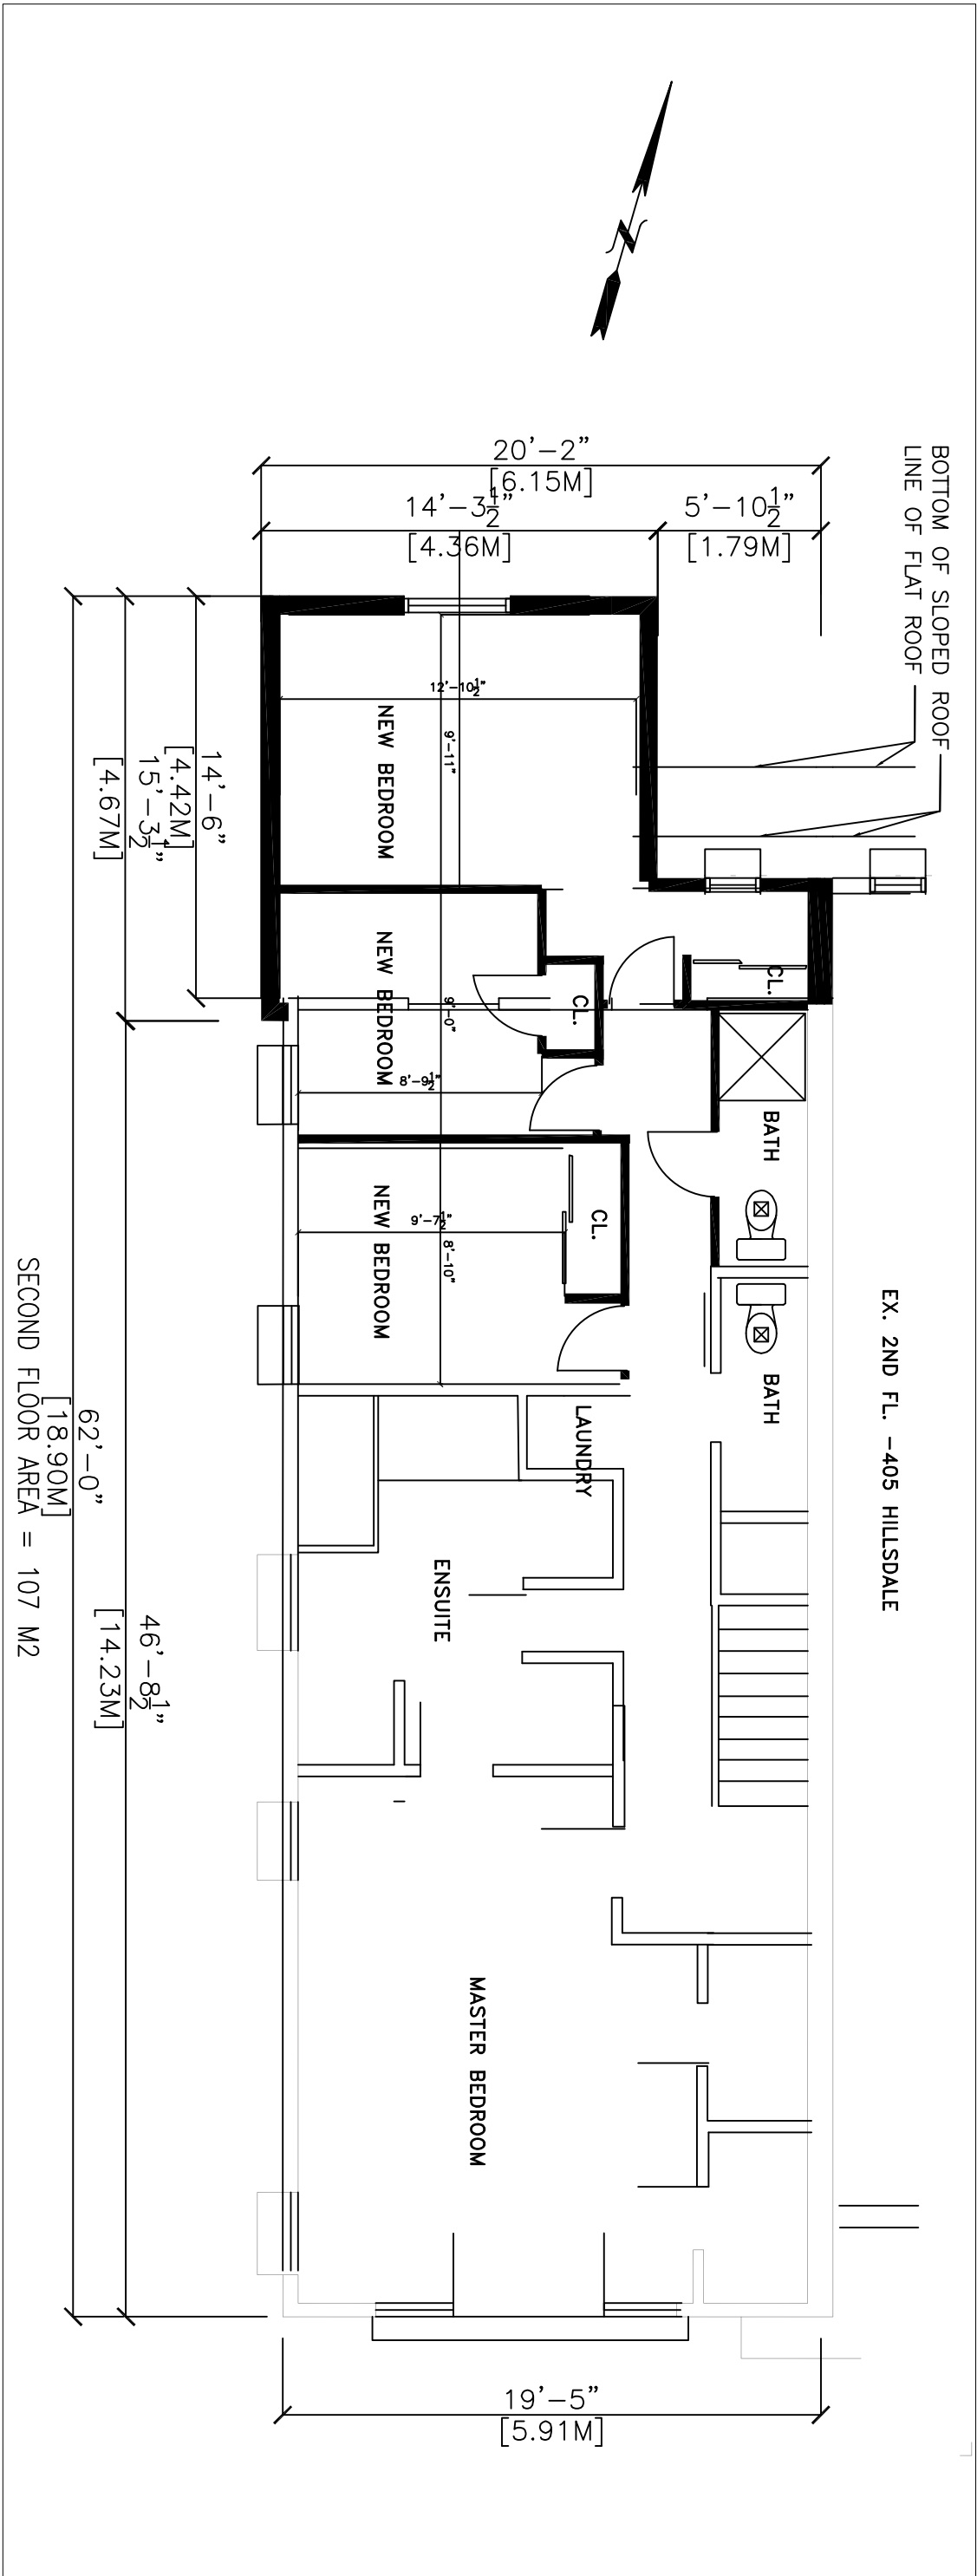 BOTTOM OF SLOPED ROOF
LINE OF FLAT ROOF
20'-2"
[6.15M]
14'-3½"
[4.36M]
5'-10½"
[1.79M]
EX. 2ND FL. -405 HILLSDALE
12'-10½"
9'-11"
NEW BEDROOM
CL.
CL.
9'-0"
NEW BEDROOM
8'-9½"
BATH
CL.
9'-7½"
8'-10"
NEW BEDROOM
BATH
LAUNDRY
ENSUITE
MASTER BEDROOM
14'-6"
[4.42M]
15'-3½"
[4.67M]
46'-8½"
[14.23M]
62'-0"
[18.90M]
SECOND FLOOR AREA = 107 M2
19'-5"
[5.91M]
N